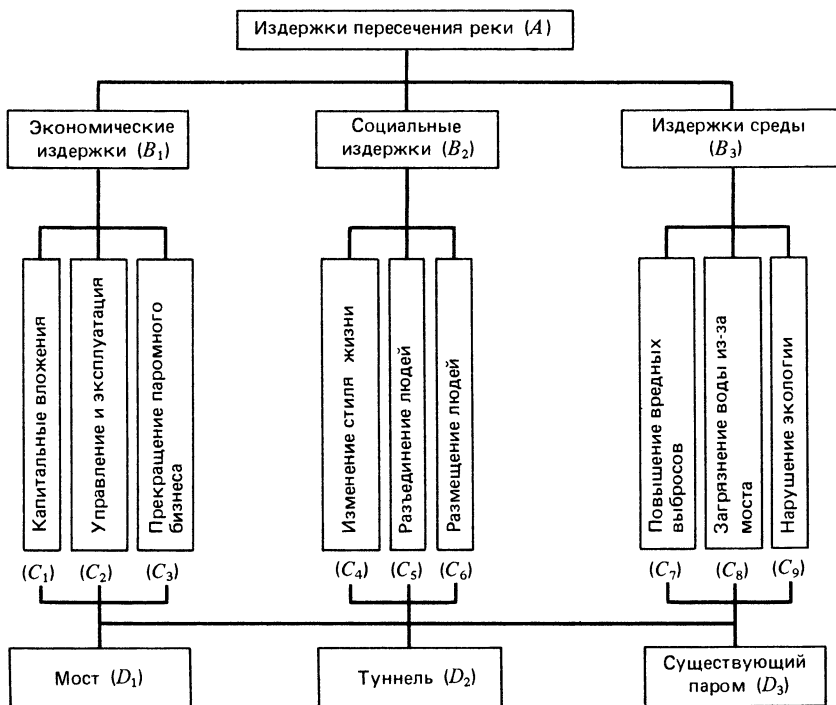 Издержки пересечения реки (A)
Экономические
издержки (B₁)
Социальные
издержки (B₂)
Издержки среды
(B₃)
Капитальные вложения
Управление и эксплуатация
Прекращение паромного
бизнеса
Изменение стиля жизни
Разъединение людей
Размещение людей
Повышение вредных
выбросов
Загрязнение воды из-за
моста
Нарушение экологии
(C₁)
(C₂)
(C₃)
(C₄)
(C₅)
(C₆)
(C₇)
(C₈)
(C₉)
Мост (D₁)
Туннель (D₂)
Существующий
паром (D₃)